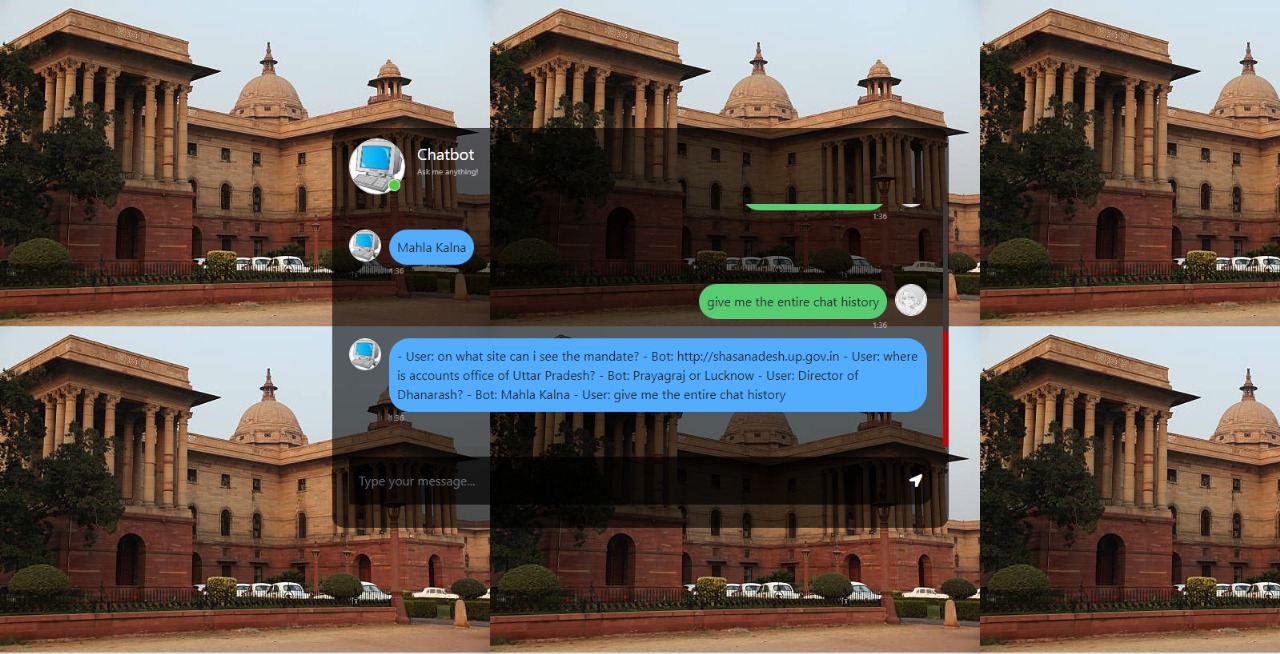 Chatbot
Ask me anything!
1:36
Mahla Kalna
1:36
give me the entire chat history
1:36
- User: on what site can i see the mandate? - Bot: http://shasanadesh.up.gov.in - User: where
is accounts office of Uttar Pradesh? - Bot: Prayagraj or Lucknow - User: Director of
Dhanarash? - Bot: Mahla Kalna - User: give me the entire chat history
1:36
Type your message...